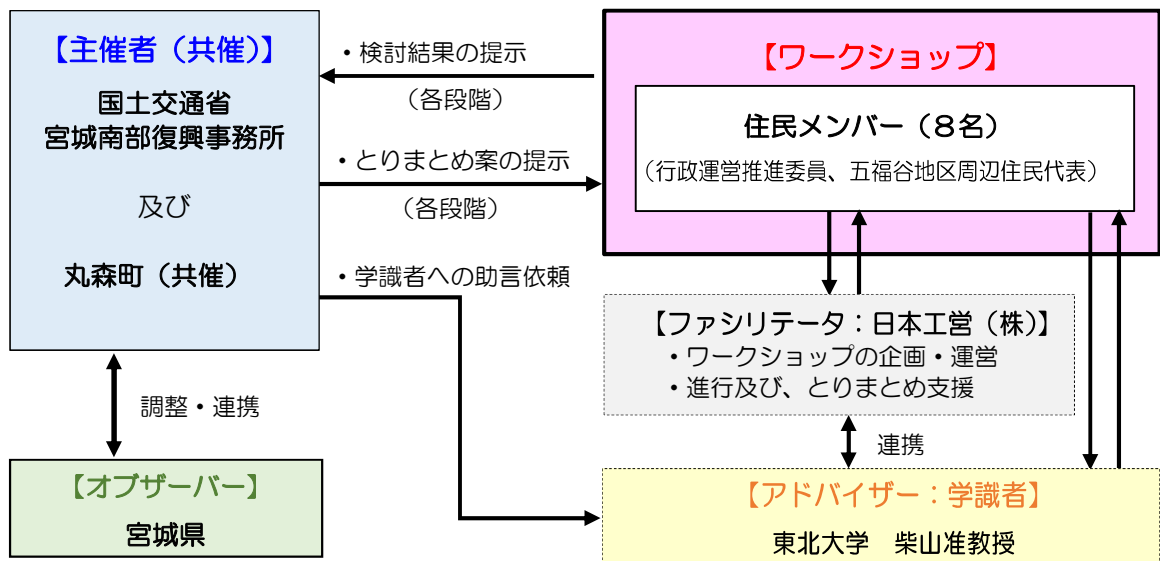 【主催者（共催）】
国土交通省
宮城南部復興事務所
及び
丸森町（共催）
・検討結果の提示
（各段階）
・とりまとめ案の提示
（各段階）
・学識者への助言依頼
【ワークショップ】
住民メンバー（８名）
（行政運営推進委員、五福谷地区周辺住民代表）
【ファシリテータ：日本工営（株）】
・ワークショップの企画・運営
・進行及び、とりまとめ支援
調整・連携
連携
【オブザーバー】
宮城県
【アドバイザー：学識者】
東北大学　柴山准教授